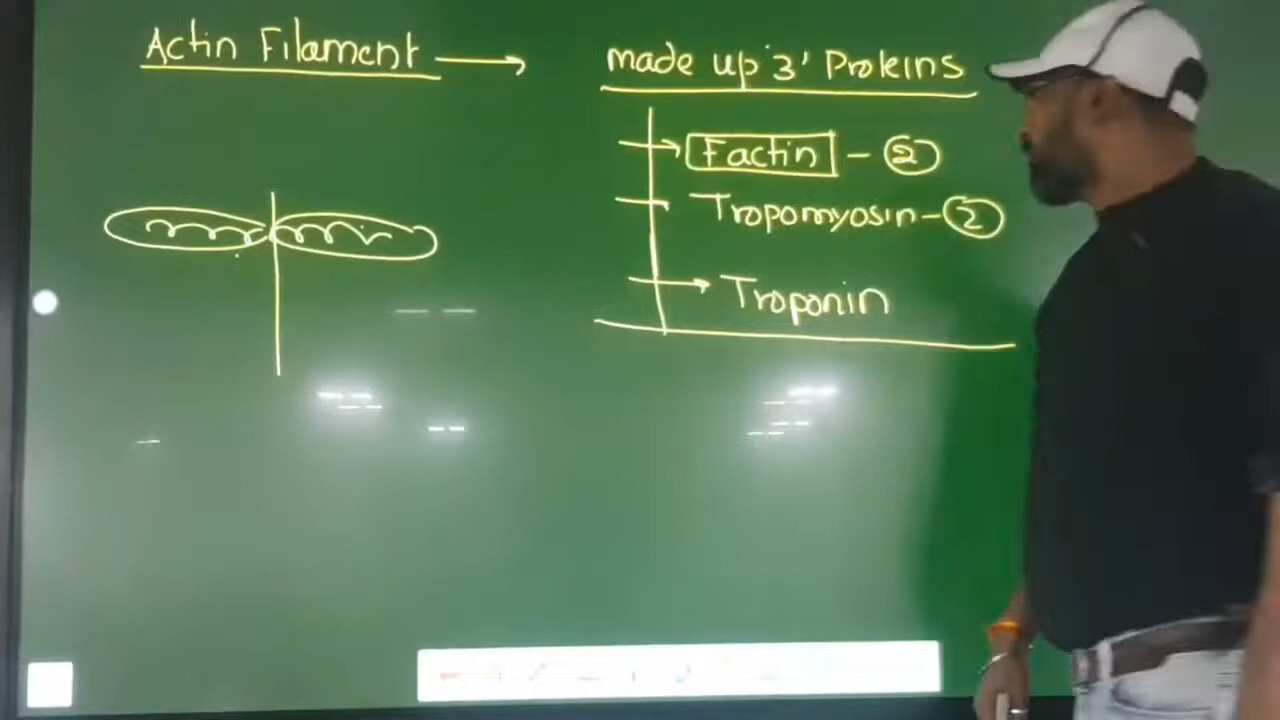 Actin Filament →
made up '3' Proteins
→ Factin - ②
Tropomyosin - ②
→ Troponin